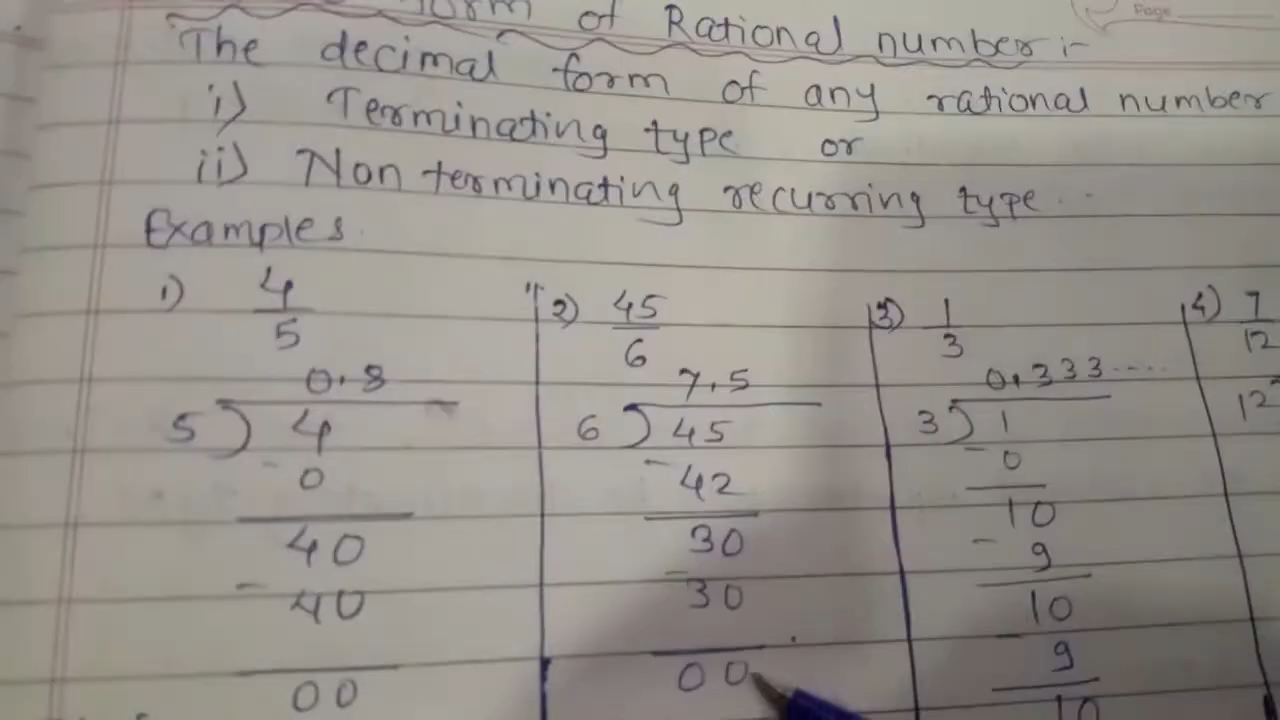 form of Rational number :-
Page
The decimal form of any rational number
i) Terminating type or
ii) Non terminating recurring type
Examples
1) 4/5
0.8
5 ) 4
- 0
40
- 40
00
2) 45/6
7.5
6 ) 45
- 42
30
- 30
00
3) 1/3
0.333....
3 ) 1
- 0
10
- 9
10
- 9
10
4) 7/12
12